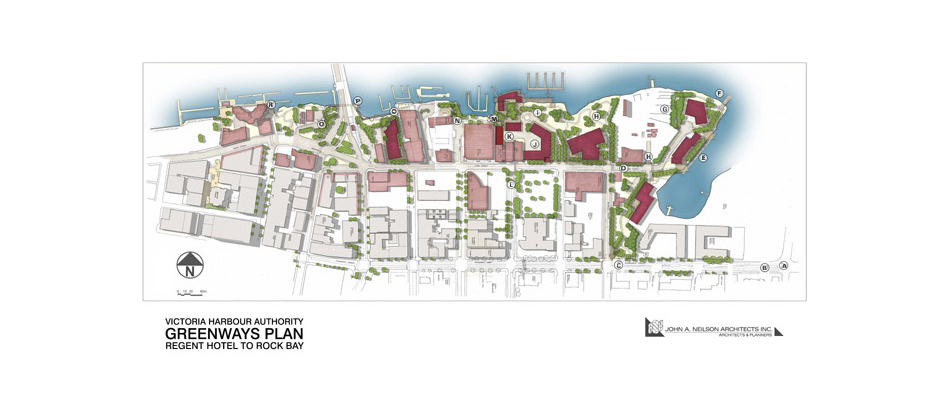 R
P
F
Q
O
G
I
H
N
M
K
J
E
D
L
C
B
A
N
VICTORIA HARBOUR AUTHORITY
GREENWAYS PLAN
REGENT HOTEL TO ROCK BAY
JOHN A. NEILSON ARCHITECTS INC.
ARCHITECTS & PLANNERS